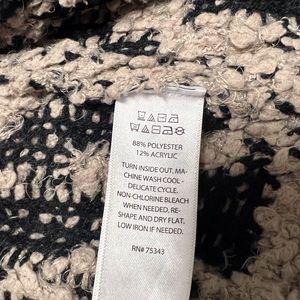 88% POLYESTER
12% ACRYLIC
TURN INSIDE OUT, MA-
CHINE WASH COOL -
DELICATE CYCLE.
NON-CHLORINE BLEACH
WHEN NEEDED, RE-
SHAPE AND DRY FLAT,
LOW IRON IF NEEDED.
RN# 75343